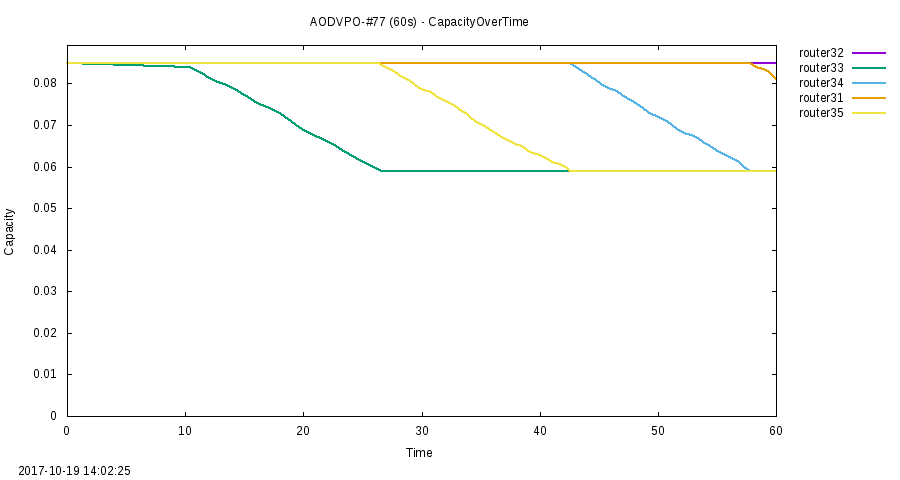 AODVPO-#77 (60s) - CapacityOverTime
router32
router33
router34
router31
router35
0.08
0.07
0.06
0.05
0.04
0.03
0.02
0.01
0
Capacity
0 10 20 30 40 50 60
Time
2017-10-19 14:02:25